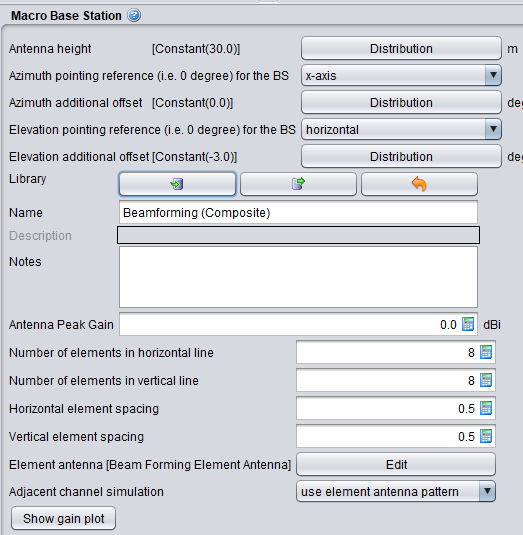 Macro Base Station ?
Antenna height [Constant(30.0)] Distribution m
Azimuth pointing reference (i.e. 0 degree) for the BS x-axis
Azimuth additional offset [Constant(0.0)] Distribution deg
Elevation pointing reference (i.e. 0 degree) for the BS horizontal
Elevation additional offset [Constant(-3.0)] Distribution deg
Library
Name Beamforming (Composite)
Description
Notes
Antenna Peak Gain 0.0 dBi
Number of elements in horizontal line 8
Number of elements in vertical line 8
Horizontal element spacing 0.5
Vertical element spacing 0.5
Element antenna [Beam Forming Element Antenna] Edit
Adjacent channel simulation use element antenna pattern
Show gain plot